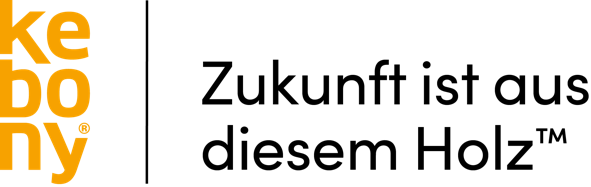 ke
bo
ny®
Zukunft ist aus
diesem Holz™